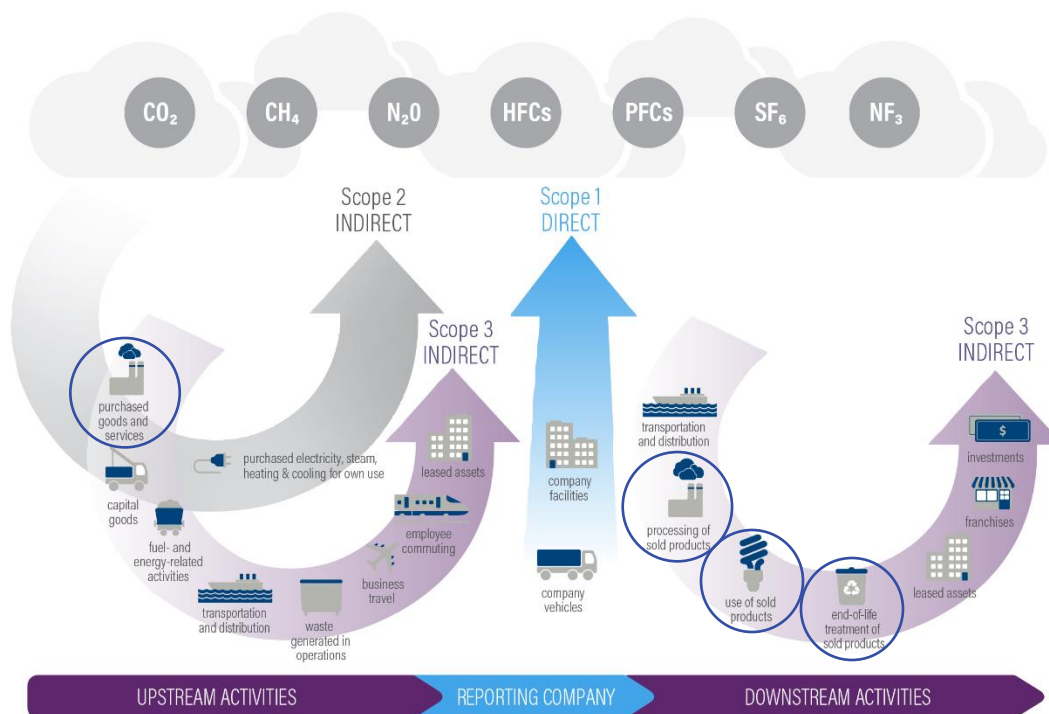 CO₂
CH₄
N₂0
HFCs
PFCs
SF₆
NF₃
Scope 2
INDIRECT
Scope 1
DIRECT
Scope 3
INDIRECT
Scope 3
INDIRECT
purchased
goods and
services
capital
goods
fuel- and
energy-related
activities
transportation
and distribution
waste
generated in
operations
business
travel
employee
commuting
leased assets
purchased electricity, steam,
heating & cooling for own use
company
facilities
company
vehicles
transportation
and distribution
processing of
sold products
use of sold
products
end-of-life
treatment of
sold products
leased assets
franchises
$
investments
UPSTREAM ACTIVITIES
REPORTING COMPANY
DOWNSTREAM ACTIVITIES